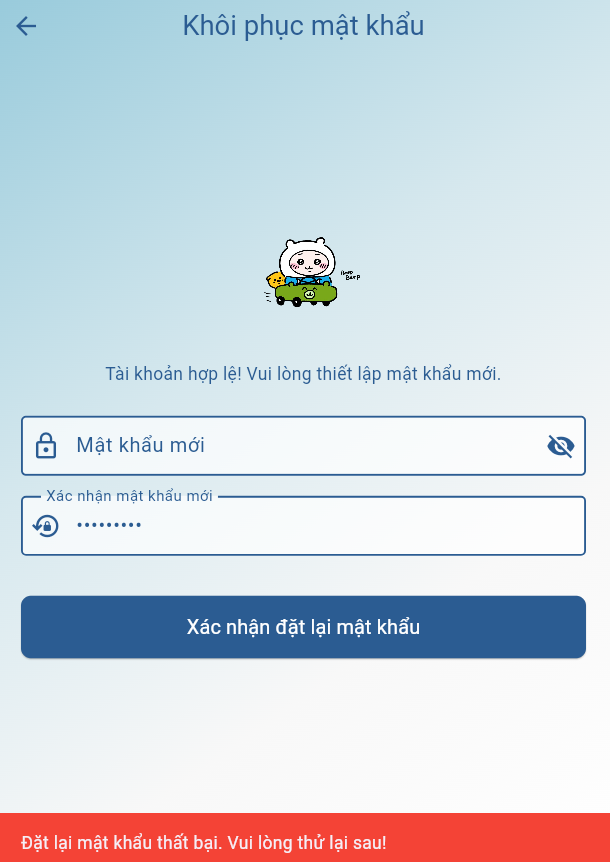 Khôi phục mật khẩu
Tài khoản hợp lệ! Vui lòng thiết lập mật khẩu mới.
Mật khẩu mới
Xác nhận mật khẩu mới
•••••••••
Xác nhận đặt lại mật khẩu
Đặt lại mật khẩu thất bại. Vui lòng thử lại sau!